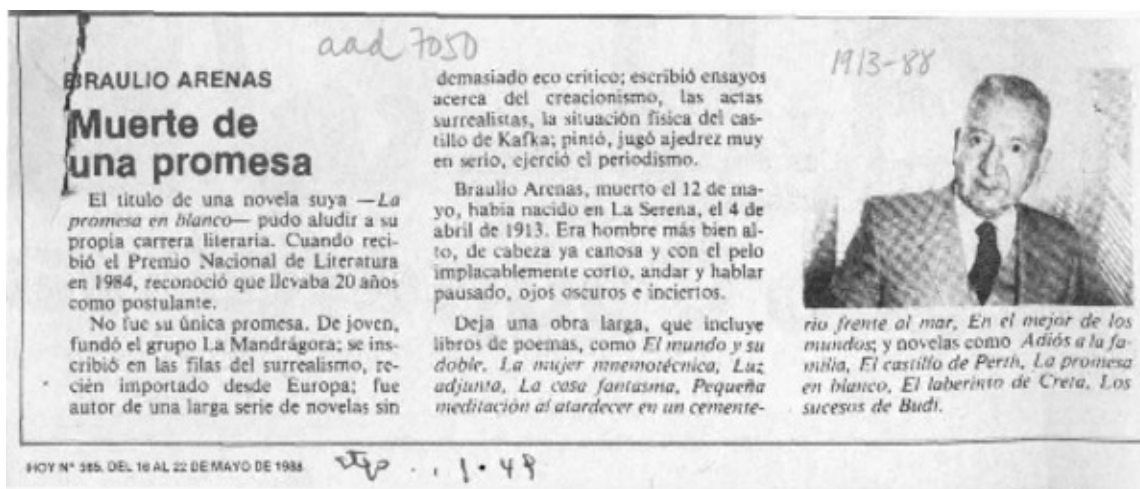 aad 7050
1913-88
BRAULIO ARENAS
Muerte de
una promesa
El título de una novela suya —La
promesa en blanco— pudo aludir a su
propia carrera literaria. Cuando reci-
bió el Premio Nacional de Literatura
en 1984, reconoció que llevaba 20 años
como postulante.
No fue su única promesa. De joven,
fundó el grupo La Mandrágora; se ins-
cribió en las filas del surrealismo, re-
cién importado desde Europa; fue
autor de una larga serie de novelas sin
demasiado eco crítico; escribió ensayos
acerca del creacionismo, las actas
surrealistas, la situación física del cas-
tillo de Kafka; pintó, jugó ajedrez muy
en serio, ejerció el periodismo.
Braulio Arenas, muerto el 12 de ma-
yo, había nacido en La Serena, el 4 de
abril de 1913. Era hombre más bien al-
to, de cabeza ya canosa y con el pelo
implacablemente corto, andar y hablar
pausado, ojos oscuros e inciertos.
Deja una obra larga, que incluye
libros de poemas, como El mundo y su
doble, La mujer mnemotécnica, Luz
adjunta, La casa fantasma, Pequeña
meditación al atardecer en un cemente-
rio frente al mar, En el mejor de los
mundos; y novelas como Adiós a la fa-
milia, El castillo de Perth, La promesa
en blanco, El laberinto de Creta, Los
sucesos de Budi.
HOY N° 565, DEL 16 AL 22 DE MAYO DE 1988